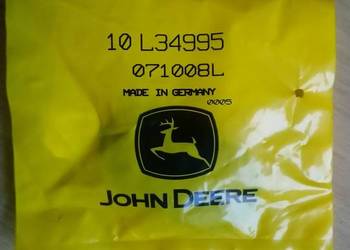 10 L34995
071008L
MADE IN GERMANY
0005
JOHN DEERE